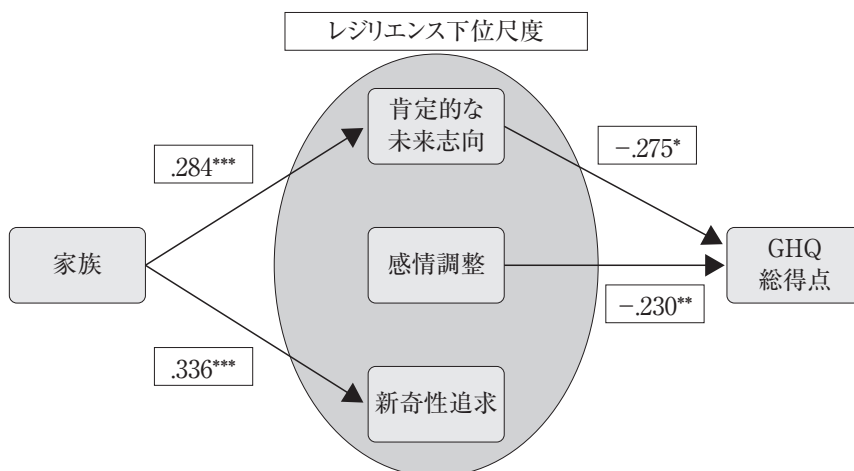 レジリエンス下位尺度
肯定的な
未来志向
.284***
−.275*
家族
感情調整
GHQ
総得点
−.230**
.336***
新奇性追求